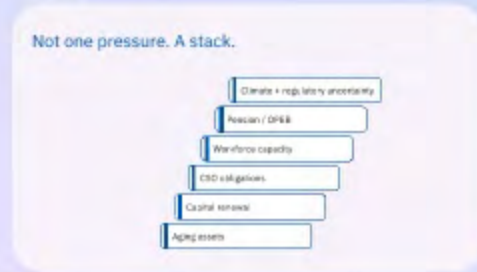 Not one pressure. A stack.
Climate + regulatory uncertainty
Pension / OPEB
Workforce capacity
CSO obligations
Capital renewal
Aging assets